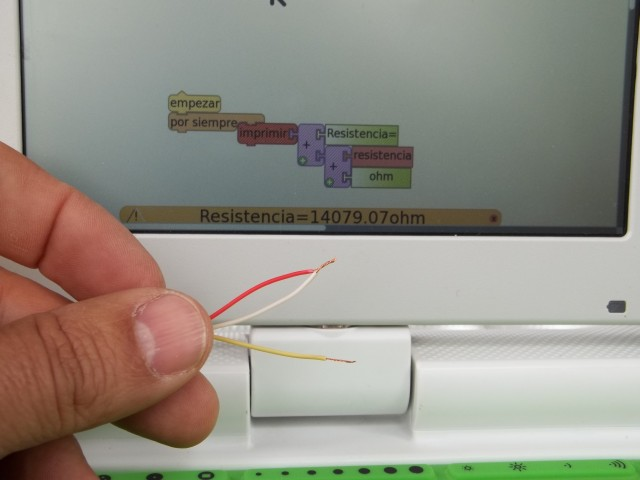 empezar
por siempre
imprimir
+
Resistencia=
+
resistencia
ohm
Resistencia=14079.07ohm